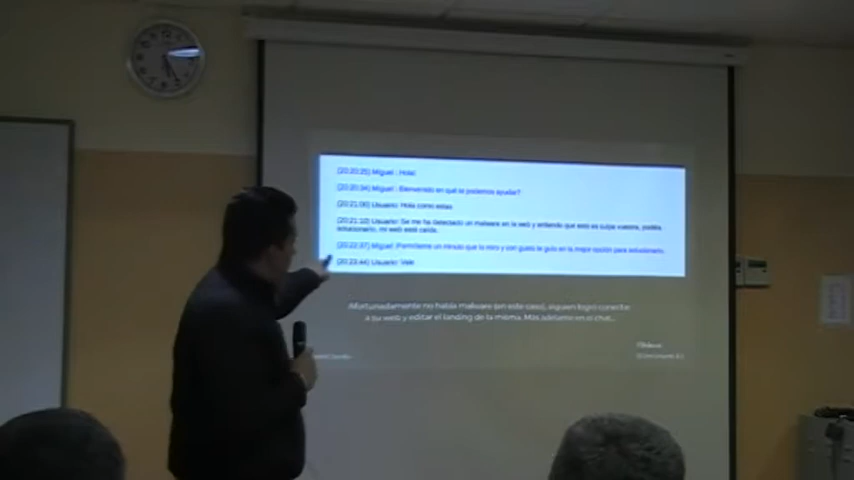 (20:20:25) Miguel : Hola!
(20:20:34) Miguel : Bienvenido en qué te podemos ayudar?
(20:21:00) Usuario: Hola como estas
(20:21:10) Usuario: Se me ha detectado un malware en la web y entiendo que esto es culpa vuestra, podéis
solucionarlo, mi web está caída.
(20:22:37) Miguel :Permíteme un minuto que lo miro y con gusto te guío en la mejor opción para solucionarlo.
(20:23:44) Usuario: Vale
Afortunadamente no había malware (en este caso), alguien logró conectar
a su web y editar el landing de la misma. Más adelante en el chat...